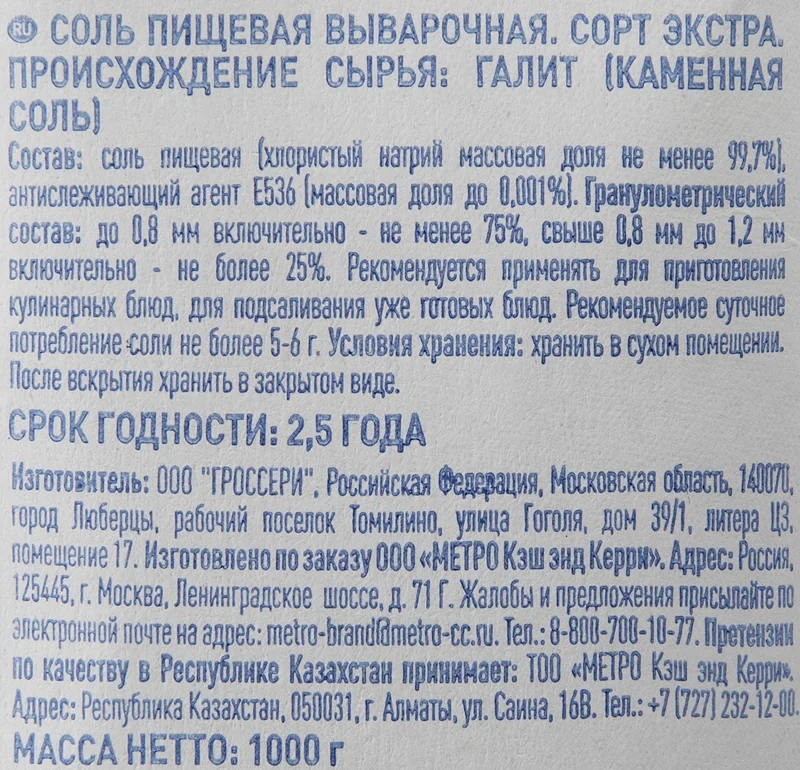 RU СОЛЬ ПИЩЕВАЯ ВЫВАРОЧНАЯ. СОРТ ЭКСТРА.
ПРОИСХОЖДЕНИЕ СЫРЬЯ: ГАЛИТ (КАМЕННАЯ
СОЛЬ)
Состав: соль пищевая (хлористый натрий массовая доля не менее 99,7%),
антислеживающий агент Е536 (массовая доля до 0,001%). Гранулометрический
состав: до 0,8 мм включительно - не менее 75%, свыше 0,8 мм до 1,2 мм
включительно - не более 25%. Рекомендуется применять для приготовления
кулинарных блюд, для подсаливания уже готовых блюд. Рекомендуемое суточное
потребление соли не более 5-6 г. Условия хранения: хранить в сухом помещении.
После вскрытия хранить в закрытом виде.
СРОК ГОДНОСТИ: 2,5 ГОДА
Изготовитель: ООО "ГРОССЕРИ", Российская Федерация, Московская область, 140070,
город Люберцы, рабочий поселок Томилино, улица Гоголя, дом 39/1, литера Ц3,
помещение 17. Изготовлено по заказу ООО «МЕТРО Кэш энд Керри». Адрес: Россия,
125445, г. Москва, Ленинградское шоссе, д. 71 Г. Жалобы и предложения присылайте по
электронной почте на адрес: metro-brand@metro-cc.ru. Тел.: 8-800-700-10-77. Претензии
по качеству в Республике Казахстан принимает: ТОО «МЕТРО Кэш энд Керри».
Адрес: Республика Казахстан, 050031, г. Алматы, ул. Саина, 16В. Тел.: +7 (727) 232-12-00.
МАССА НЕТТО: 1000 г